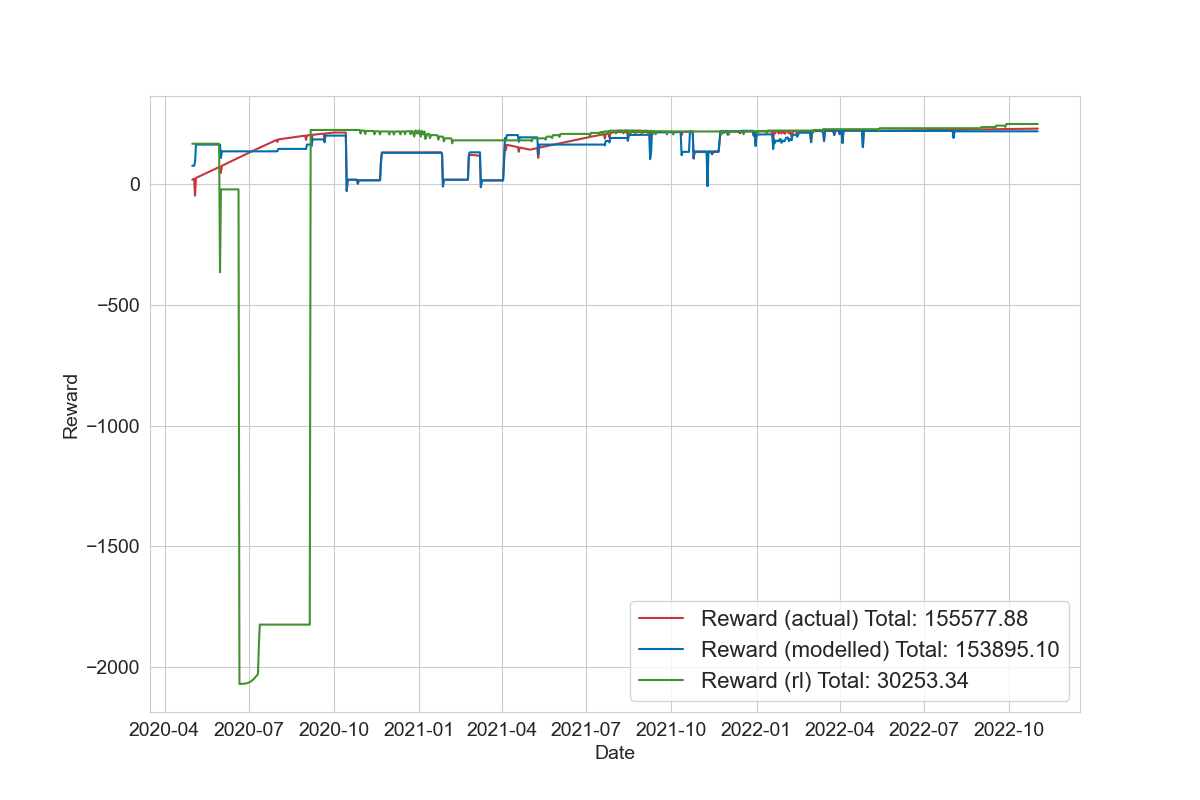 0
−500
−1000
−1500
−2000
Reward
2020-04 2020-07 2020-10 2021-01 2021-04 2021-07 2021-10 2022-01 2022-04 2022-07 2022-10
Date
Reward (actual) Total: 155577.88
Reward (modelled) Total: 153895.10
Reward (rl) Total: 30253.34